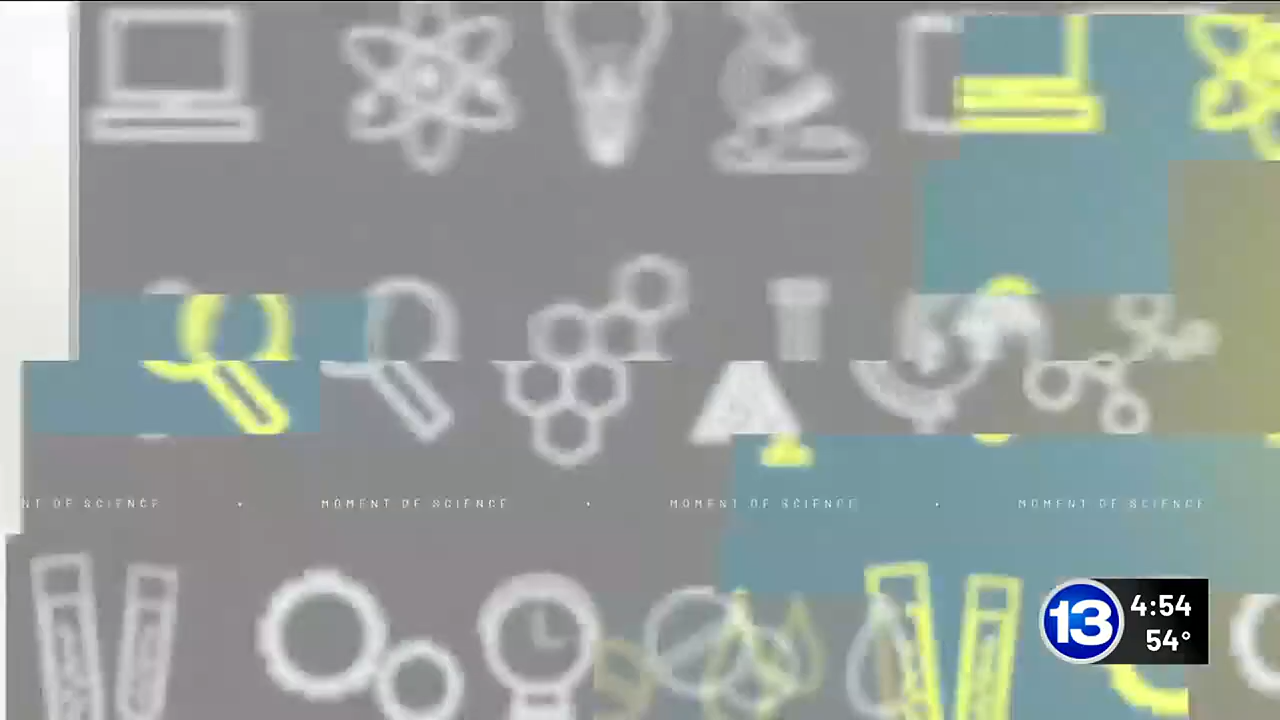 NT OF SCIENCE • MOMENT OF SCIENCE • MOMENT OF SCIENCE • MOMENT OF SCIENCE
13 4:54
54°